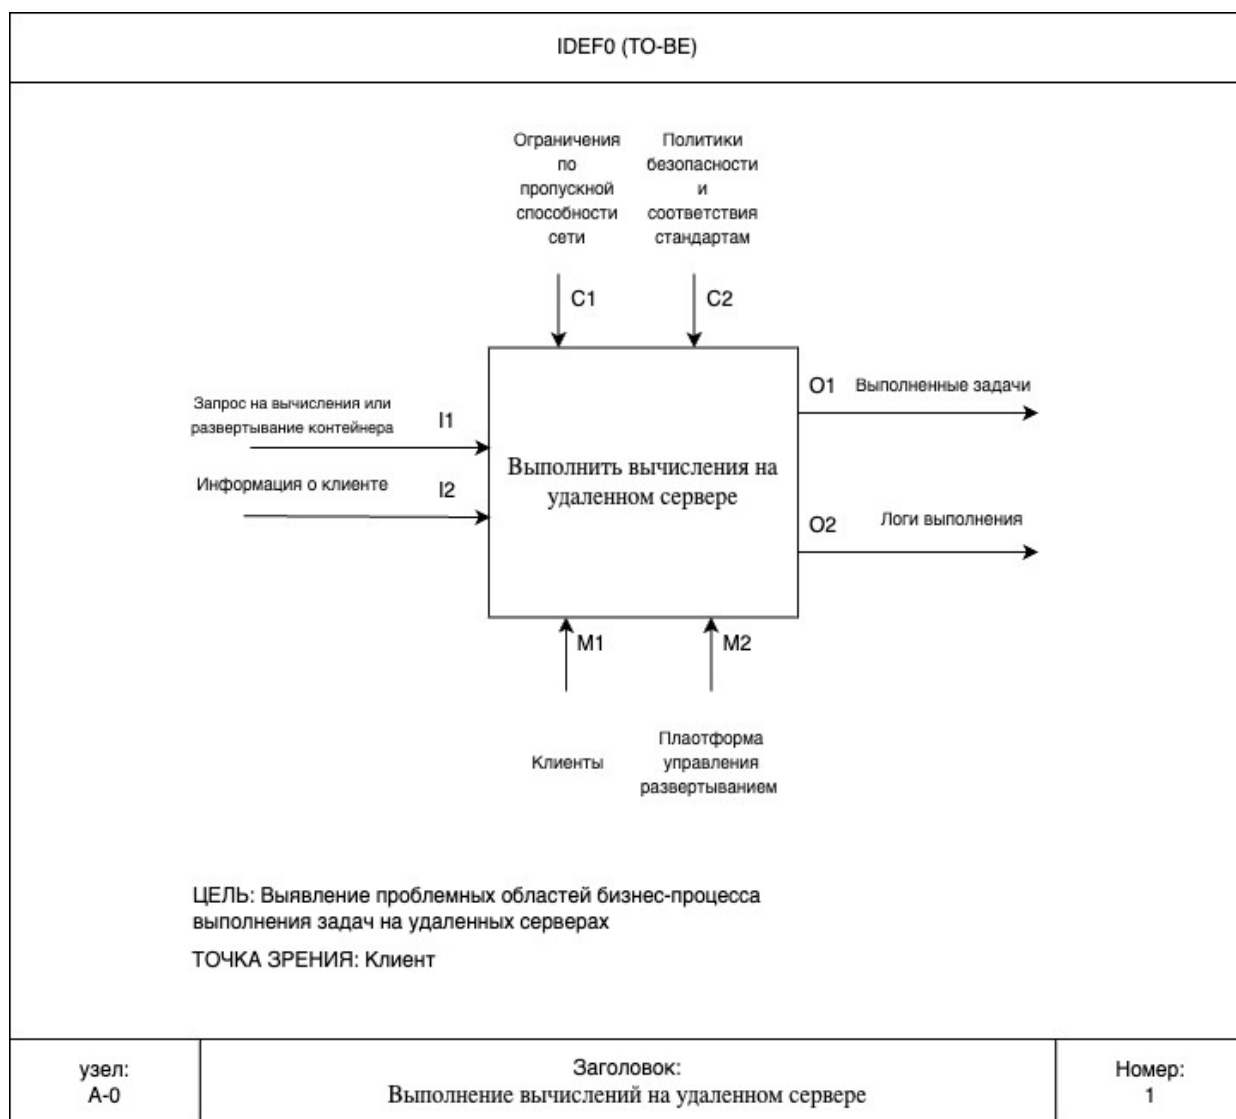 IDEF0 (TO-BE)
Ограничения
по
пропускной
способности
сети
Политики
безопасности
и
соответствия
стандартам
C1
C2
Запрос на вычисления или
развертывание контейнера
I1
Информация о клиенте
I2
Выполнить вычисления на
удаленном сервере
O1
Выполненные задачи
O2
Логи выполнения
M1
M2
Клиенты
Плаотформа
управления
развертыванием
ЦЕЛЬ: Выявление проблемных областей бизнес-процесса
выполнения задач на удаленных серверах
ТОЧКА ЗРЕНИЯ: Клиент
узел:
A-0
Заголовок:
Выполнение вычислений на удаленном сервере
Номер:
1